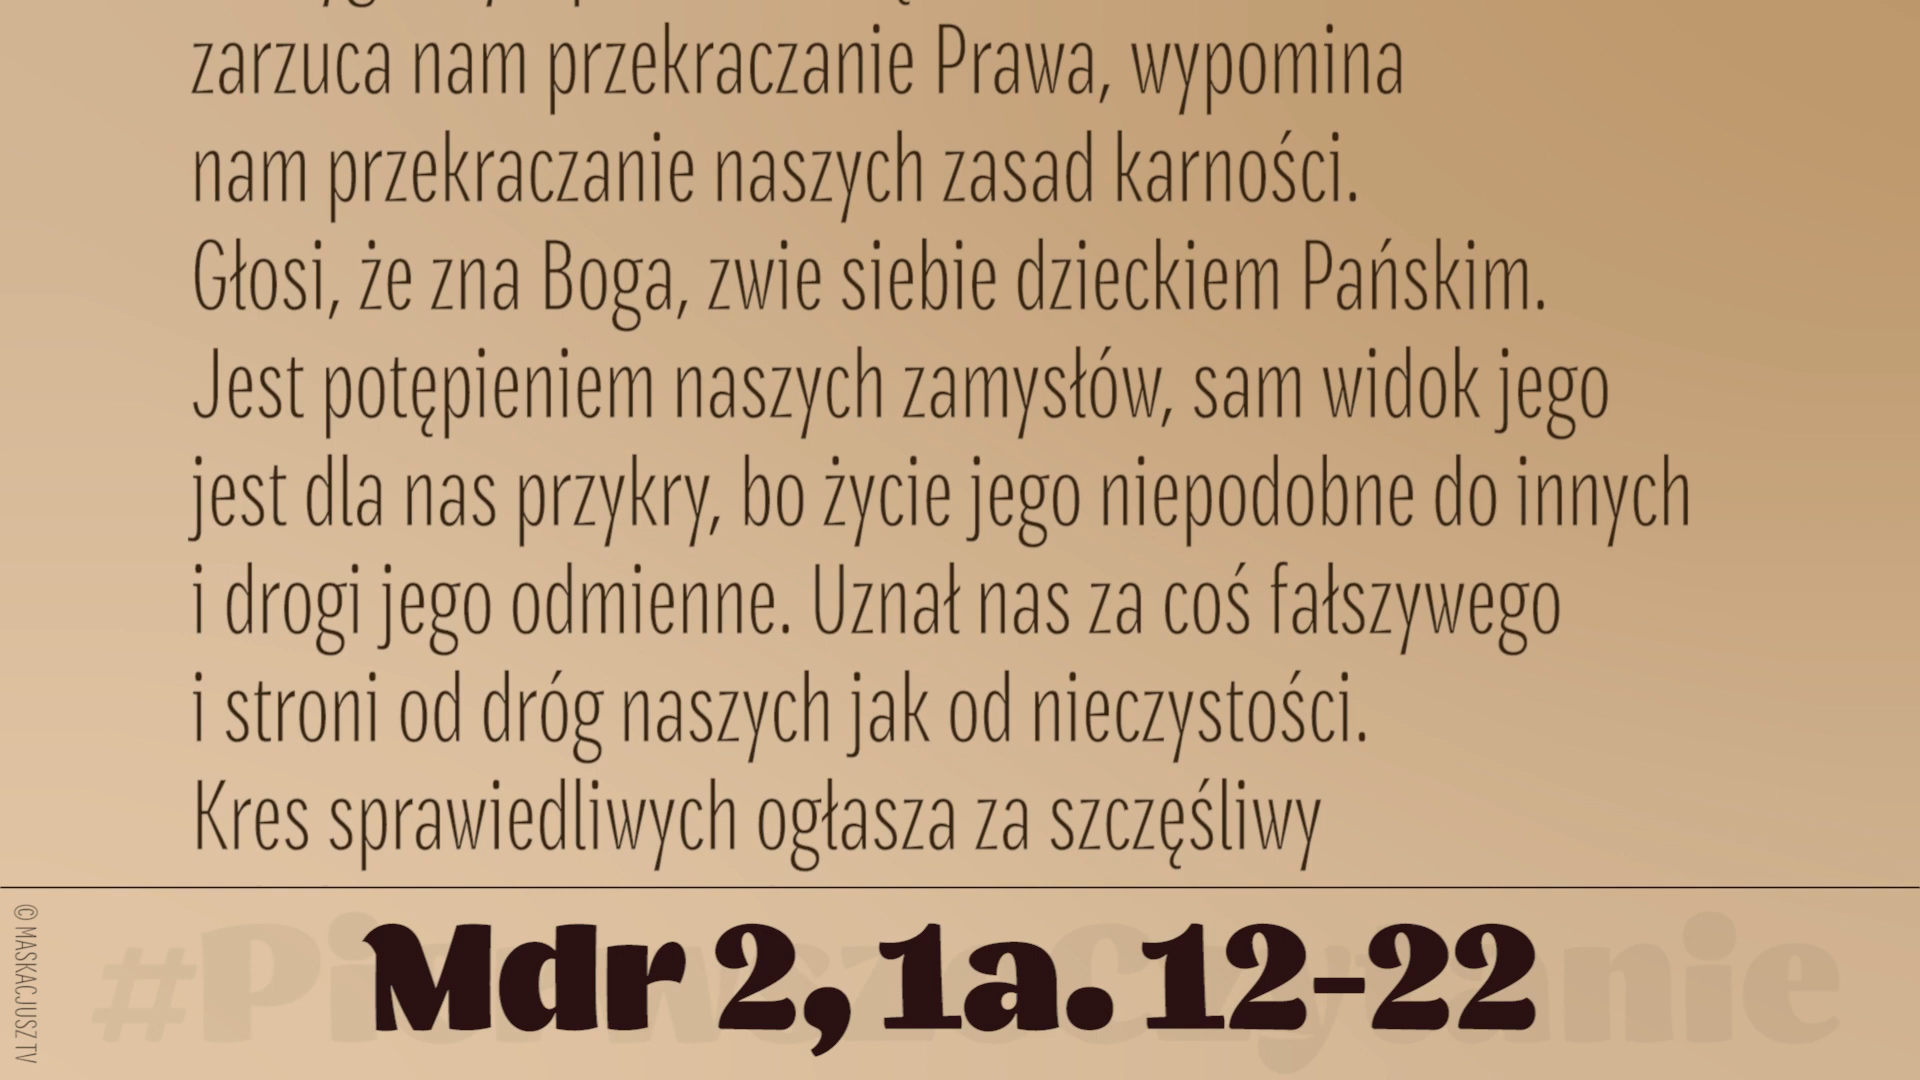 zarzuca nam przekraczanie Prawa, wypomina
nam przekraczanie naszych zasad karności.
Głosi, że zna Boga, zwie siebie dzieckiem Pańskim.
Jest potępieniem naszych zamysłów, sam widok jego
jest dla nas przykry, bo życie jego niepodobne do innych
i drogi jego odmienne. Uznał nas za coś fałszywego
i stroni od dróg naszych jak od nieczystości.
Kres sprawiedliwych ogłasza za szczęśliwy
#PierwszeCzytanie
Mdr 2, 1a. 12-22
© MASKACJUSZ TV